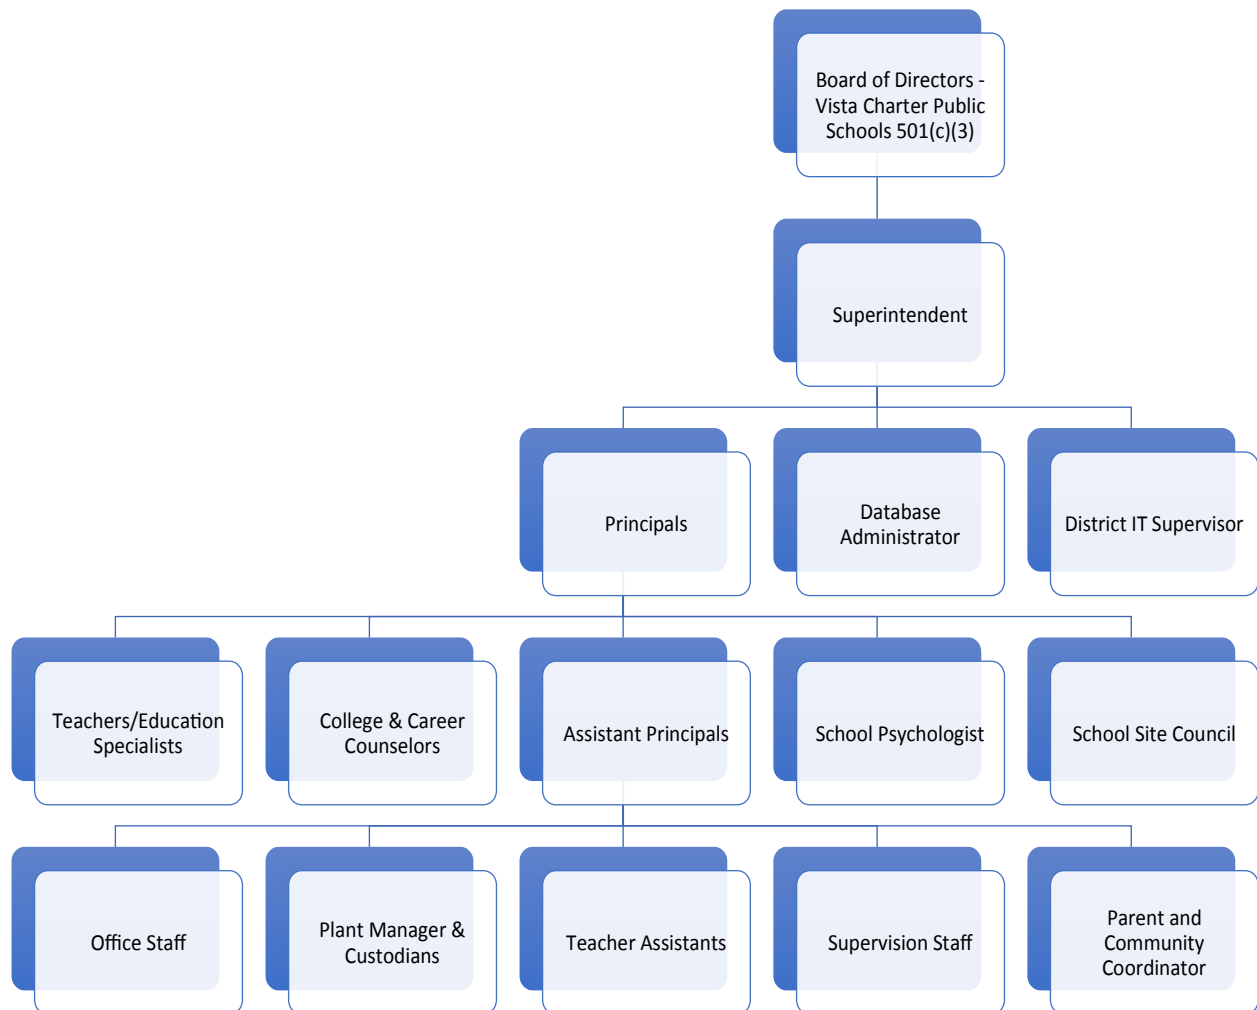 Board of Directors -
Vista Charter Public
Schools 501(c)(3)
Superintendent
Principals
Database
Administrator
District IT Supervisor
Teachers/Education
Specialists
College & Career
Counselors
Assistant Principals
School Psychologist
School Site Council
Office Staff
Plant Manager &
Custodians
Teacher Assistants
Supervision Staff
Parent and
Community
Coordinator